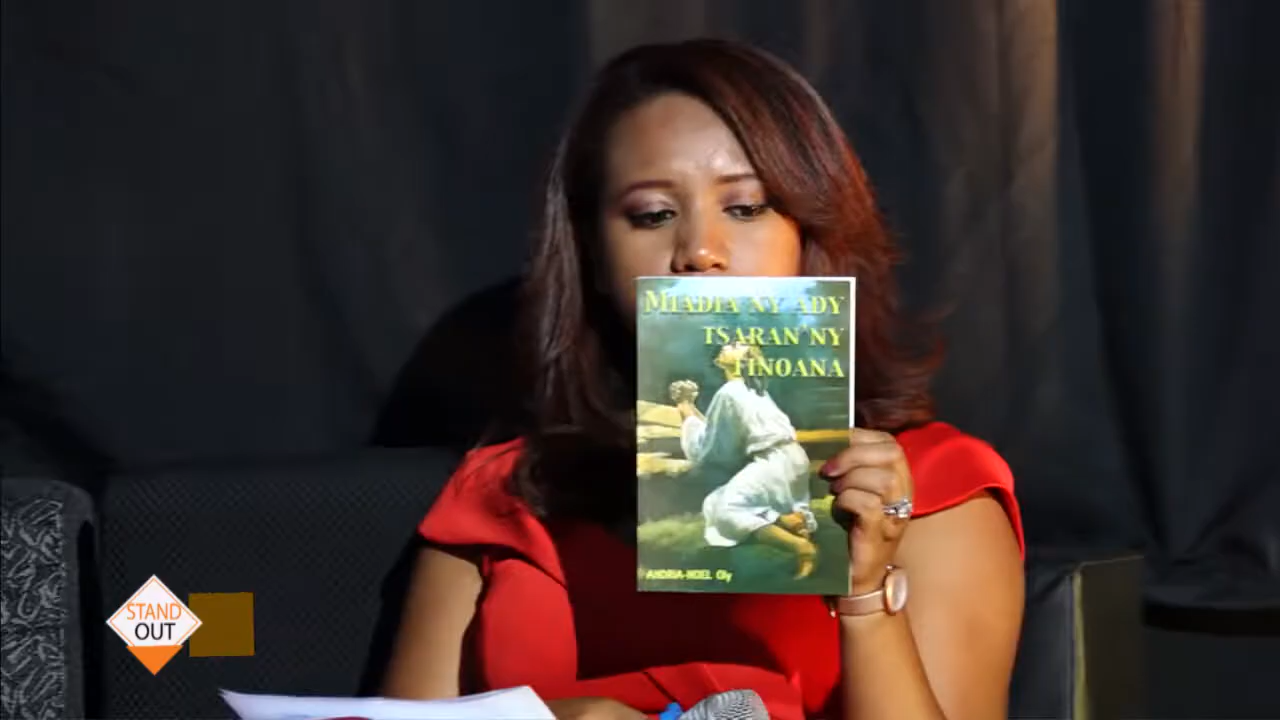 MIADIA NY ADY
TSARAN'NY
FINOANA
ANDRIA-NOEL Oly
STAND
OUT